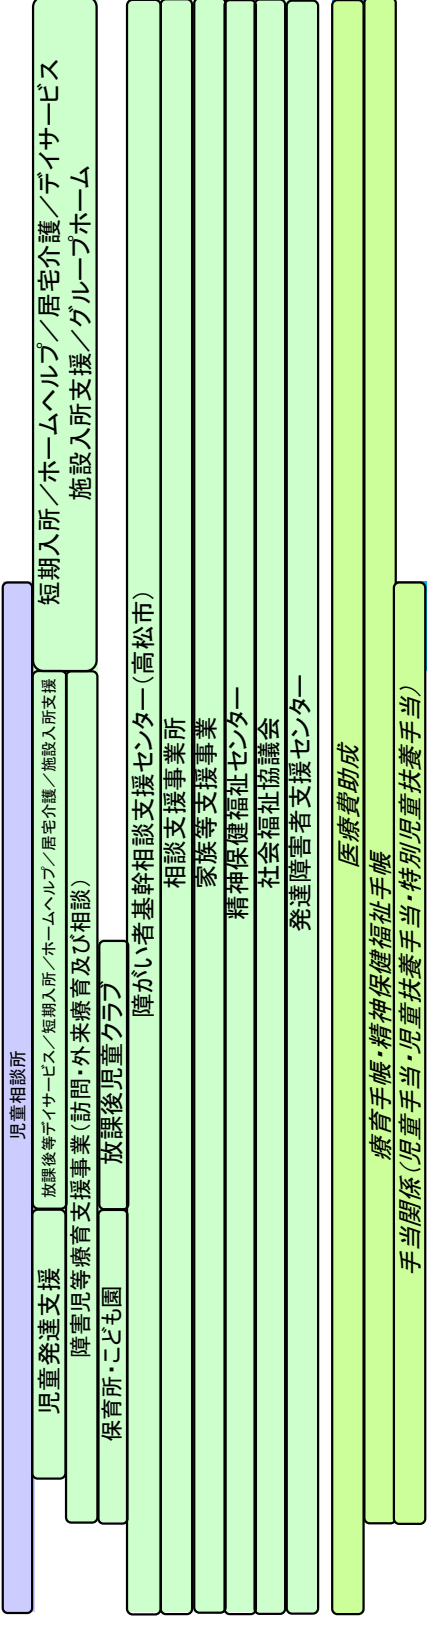 児童相談所
短期入所／ホームヘルプ／居宅介護／デイサービス
施設入所支援／グループホーム
放課後等デイサービス／短期入所／ホームヘルプ／居宅介護／施設入所支援
児童発達支援
障害児等療育支援事業（訪問・外来療育及び相談）
放課後児童クラブ
保育所・こども園
障がい者基幹相談支援センター（高松市）
相談支援事業所
家族等支援事業
精神保健福祉センター
社会福祉協議会
発達障害者支援センター
医療費助成
療育手帳・精神保健福祉手帳
手当関係（児童手当・児童扶養手当・特別児童扶養手当）